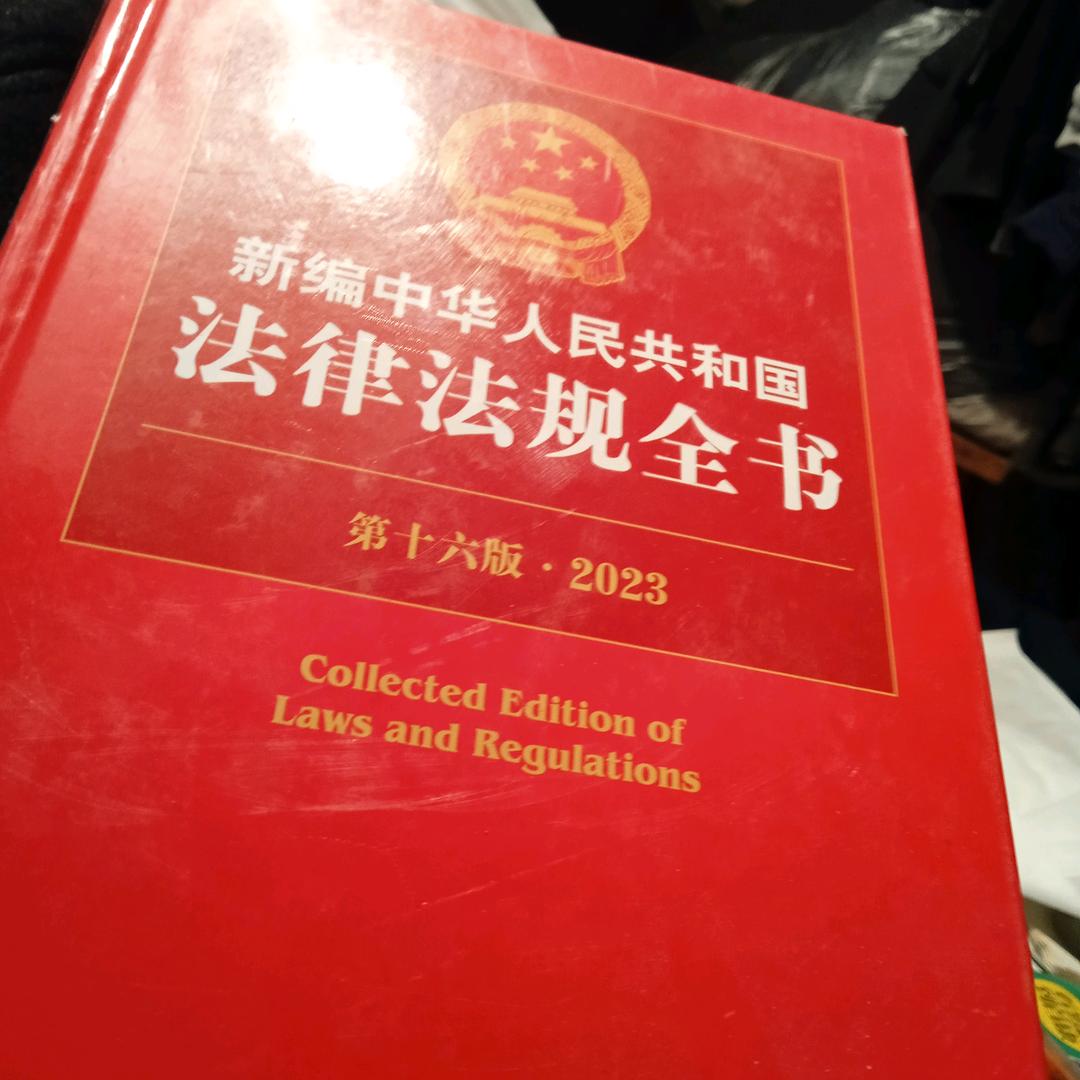 新编中华人民共和国
法律法规全书
第十六版·2023
Collected Edition of
Laws and Regulations